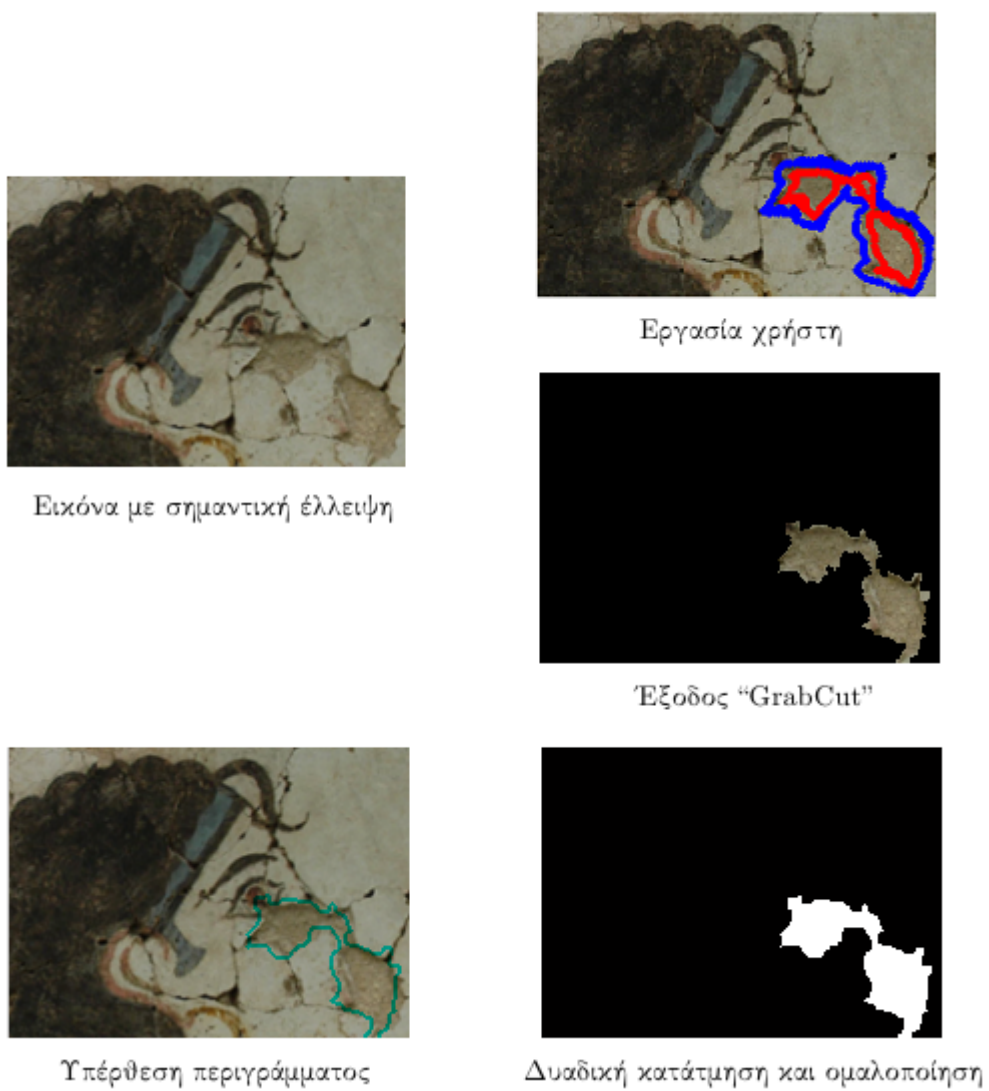 Εργασία χρήστη
Εικόνα με σημαντική έλλειψη
Έξοδος “GrabCut”
Υπέρθεση περιγράμματος
Δυαδική κατάτμηση και ομαλοποίηση